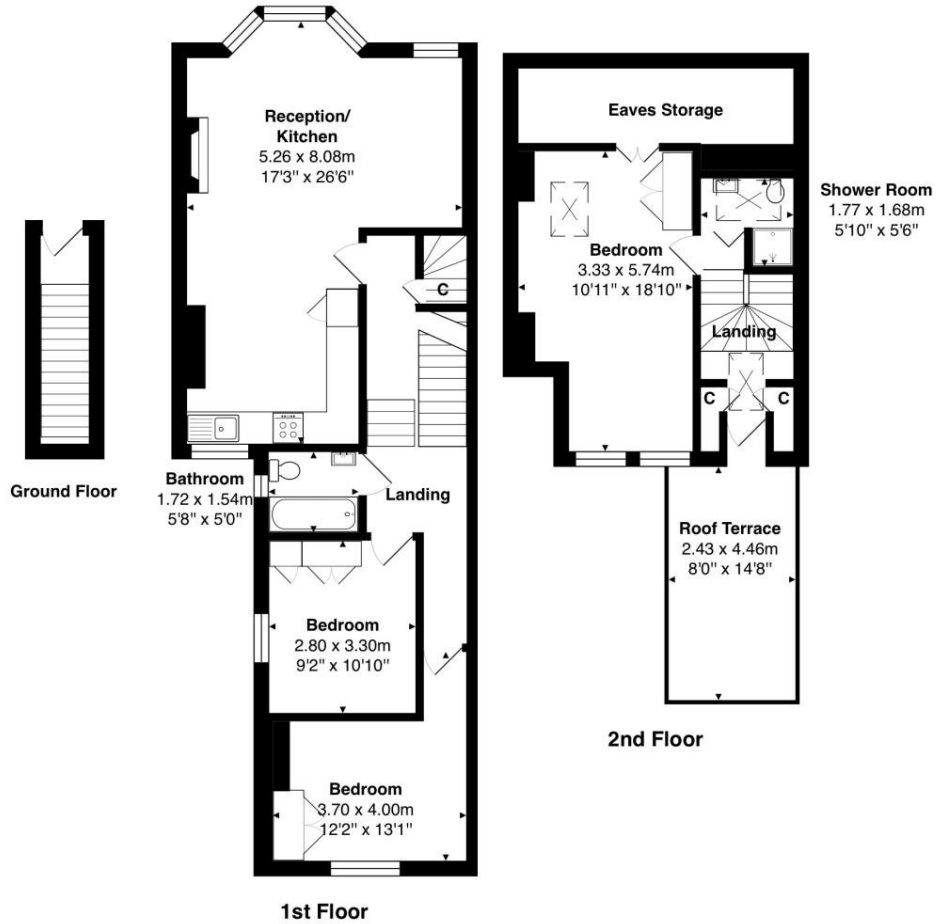 Reception/
Kitchen
5.26 x 8.08m
17'3" x 26'6"
C
Ground Floor
Bathroom
1.72 x 1.54m
5'8" x 5'0"
Landing
Bedroom
2.80 x 3.30m
9'2" x 10'10"
Bedroom
3.70 x 4.00m
12'2" x 13'1"
1st Floor
Eaves Storage
Shower Room
1.77 x 1.68m
5'10" x 5'6"
Bedroom
3.33 x 5.74m
10'11" x 18'10"
Landing
C
C
Roof Terrace
2.43 x 4.46m
8'0" x 14'8"
2nd Floor